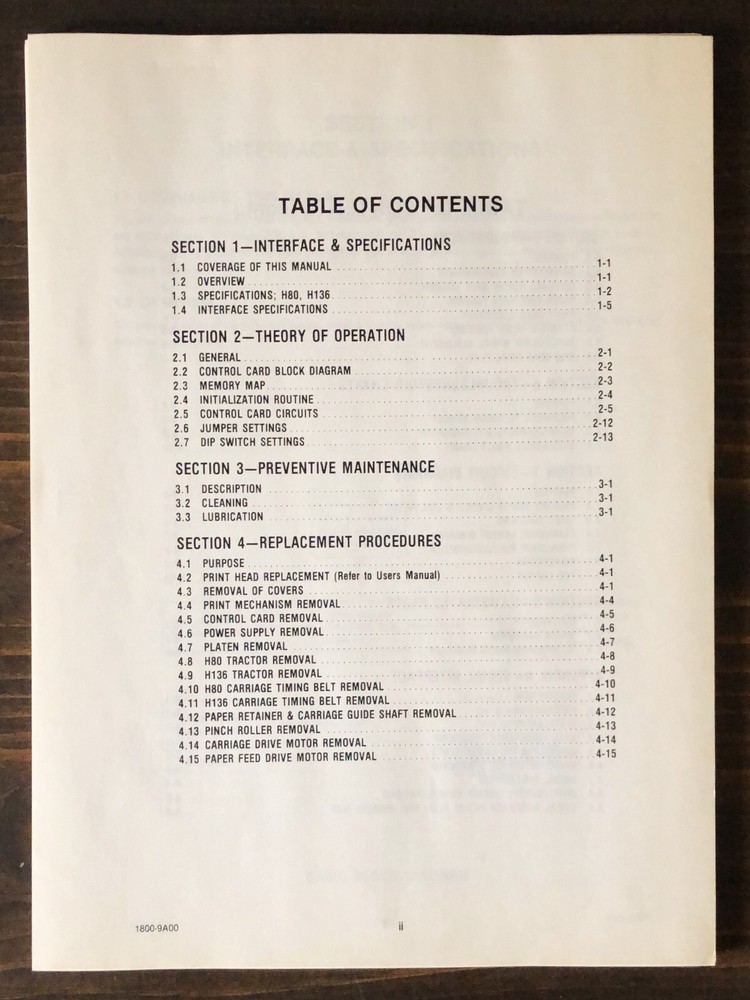 TABLE OF CONTENTS
SECTION 1—INTERFACE & SPECIFICATIONS
1.1 COVERAGE OF THIS MANUAL 1-1
1.2 OVERVIEW 1-1
1.3 SPECIFICATIONS; H80, H136 1-2
1.4 INTERFACE SPECIFICATIONS 1-5
SECTION 2—THEORY OF OPERATION
2.1 GENERAL 2-1
2.2 CONTROL CARD BLOCK DIAGRAM 2-2
2.3 MEMORY MAP 2-3
2.4 INITIALIZATION ROUTINE 2-4
2.5 CONTROL CARD CIRCUITS 2-5
2.6 JUMPER SETTINGS 2-12
2.7 DIP SWITCH SETTINGS 2-13
SECTION 3—PREVENTIVE MAINTENANCE
3.1 DESCRIPTION 3-1
3.2 CLEANING 3-1
3.3 LUBRICATION 3-1
SECTION 4—REPLACEMENT PROCEDURES
4.1 PURPOSE 4-1
4.2 PRINT HEAD REPLACEMENT (Refer to Users Manual) 4-1
4.3 REMOVAL OF COVERS 4-1
4.4 PRINT MECHANISM REMOVAL 4-4
4.5 CONTROL CARD REMOVAL 4-5
4.6 POWER SUPPLY REMOVAL 4-6
4.7 PLATEN REMOVAL 4-7
4.8 H80 TRACTOR REMOVAL 4-8
4.9 H136 TRACTOR REMOVAL 4-9
4.10 H80 CARRIAGE TIMING BELT REMOVAL 4-10
4.11 H136 CARRIAGE TIMING BELT REMOVAL 4-11
4.12 PAPER RETAINER & CARRIAGE GUIDE SHAFT REMOVAL 4-12
4.13 PINCH ROLLER REMOVAL 4-13
4.14 CARRIAGE DRIVE MOTOR REMOVAL 4-14
4.15 PAPER FEED DRIVE MOTOR REMOVAL 4-15
1800-9A00 ii